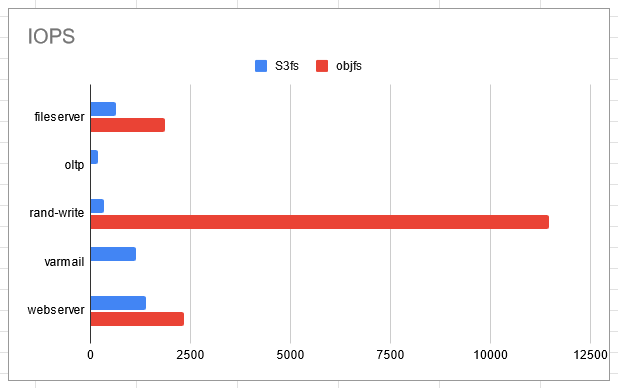 IOPS
S3fs objfs
fileserver
oltp
rand-write
varmail
webserver
0 2500 5000 7500 10000 12500